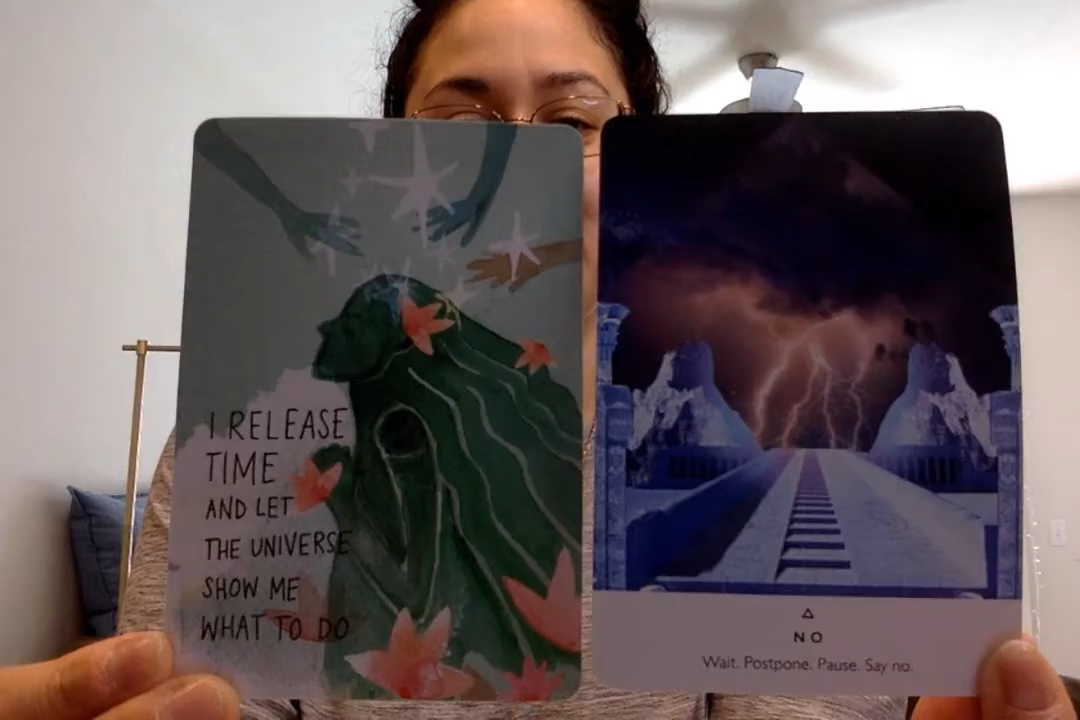 I RELEASE
TIME
AND LET
THE UNIVERSE
SHOW ME
WHAT TO DO
NO
Wait. Postpone. Pause. Say no.